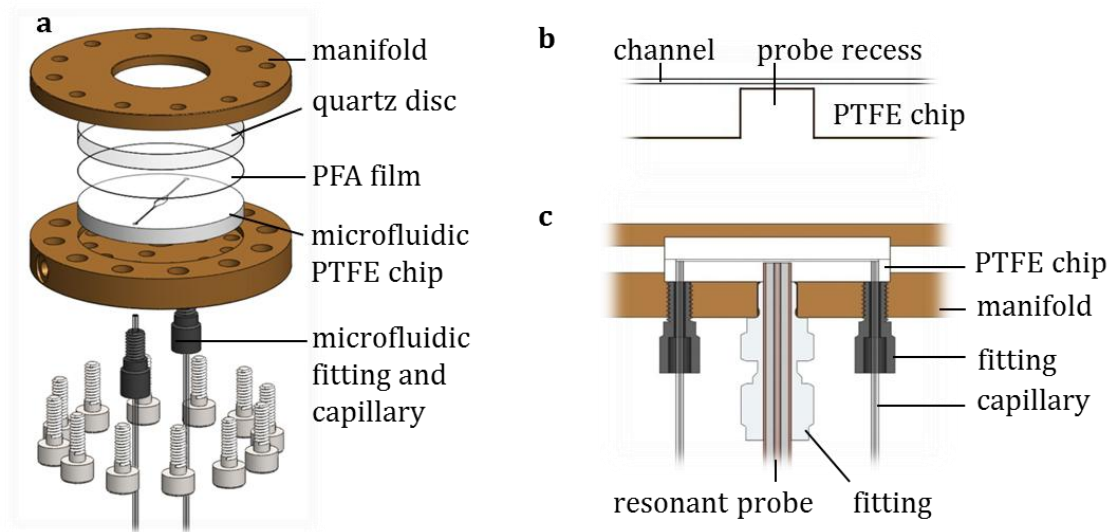 a
manifold
quartz disc
PFA film
microfluidic
PTFE chip
microfluidic
fitting and
capillary
b
channel
probe recess
PTFE chip
c
PTFE chip
manifold
fitting
capillary
resonant probe
fitting